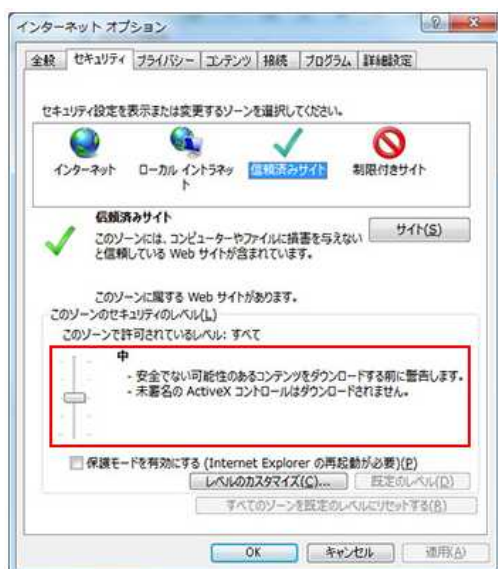 インターネット オプション
全般 セキュリティ プライバシー コンテンツ 接続 プログラム 詳細設定
セキュリティ設定を表示または変更するゾーンを選択してください。
インターネット ローカル イントラネッ 信頼済みサイト 制限付きサイト
ト
信頼済みサイト
サイト(S)
このゾーンには、コンピューターやファイルに損害を与えない
と信頼している Web サイトが含まれています。
このゾーンに属する Web サイトがあります。
このゾーンのセキュリティのレベル(L)
このゾーンで許可されているレベル: すべて
中
- 安全でない可能性のあるコンテンツをダウンロードする前に警告します。
- 未署名の ActiveX コントロールはダウンロードされません。
保護モードを有効にする (Internet Explorer の再起動が必要)(P)
レベルのカスタマイズ(C)... 既定のレベル(D)
すべてのゾーンを既定のレベルにリセットする(R)
OK キャンセル 適用(A)